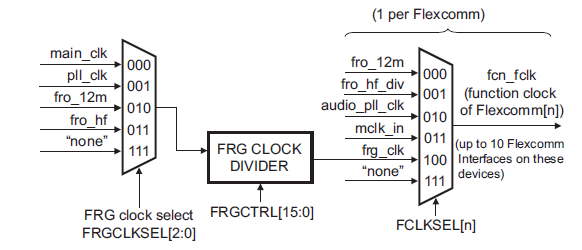 (1 per Flexcomm)
main_clk
000
pll_clk
001
fro_12m
010
fro_hf
011
“none”
111
FRG clock select
FRGCLKSEL[2:0]
FRG CLOCK
DIVIDER
FRGCTRL[15:0]
fro_12m
000
fro_hf_div
001
audio_pll_clk
010
mclk_in
011
frg_clk
100
“none”
111
FCLKSEL[n]
fcn_fclk
(function clock
of Flexcomm[n])
(up to 10 Flexcomm
Interfaces on these
devices)